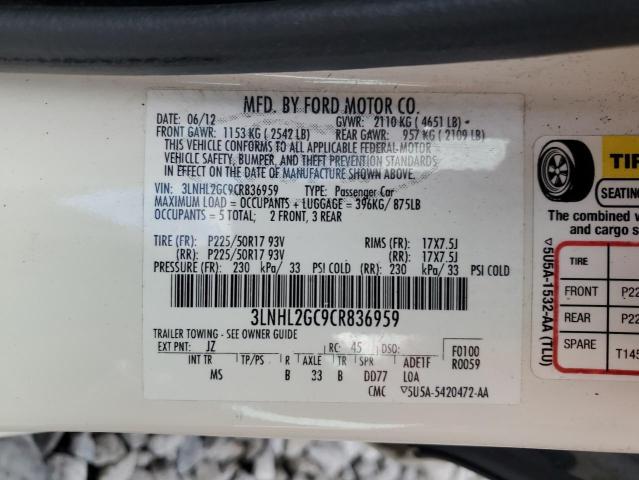 MFD. BY FORD MOTOR CO.
DATE: 06/12 GVWR: 2110 KG ( 4651 LB)
FRONT GAWR: 1153 KG ( 2542 LB) REAR GAWR: 957 KG ( 2109 LB)
THIS VEHICLE CONFORMS TO ALL APPLICABLE FEDERAL MOTOR
VEHICLE SAFETY, BUMPER, AND THEFT PREVENTION STANDARDS
IN EFFECT ON THE DATE OF MANUFACTURE SHOWN ABOVE.
VIN: 3LNHL2GC9CR836959 TYPE: Passenger Car
MAXIMUM LOAD = OCCUPANTS + LUGGAGE = 396KG/ 875LB
OCCUPANTS = 5 TOTAL; 2 FRONT, 3 REAR
TIRE (FR): P225/50R17 93V RIMS (FR): 17X7.5J
(RR): P225/50R17 93V (RR): 17X7.5J
PRESSURE (FR): 230 kPa/ 33 PSI COLD (RR): 230 kPa/ 33 PSI COLD
3LNHL2GC9CR836959
TRAILER TOWING - SEE OWNER GUIDE
EXT PNT: JZ RC: 45 DSO: F0100
INT TR TP/PS R AXLE TR SPR ADE1F R0059
MS B 33 B DD77 LOA
CMC ▽5U5A-5420472-AA
▽5U5A-1532-AA (TLU)
TIR
SEATING
The combined
and cargo s
TIRE
FRONT P22
REAR P22
SPARE T145